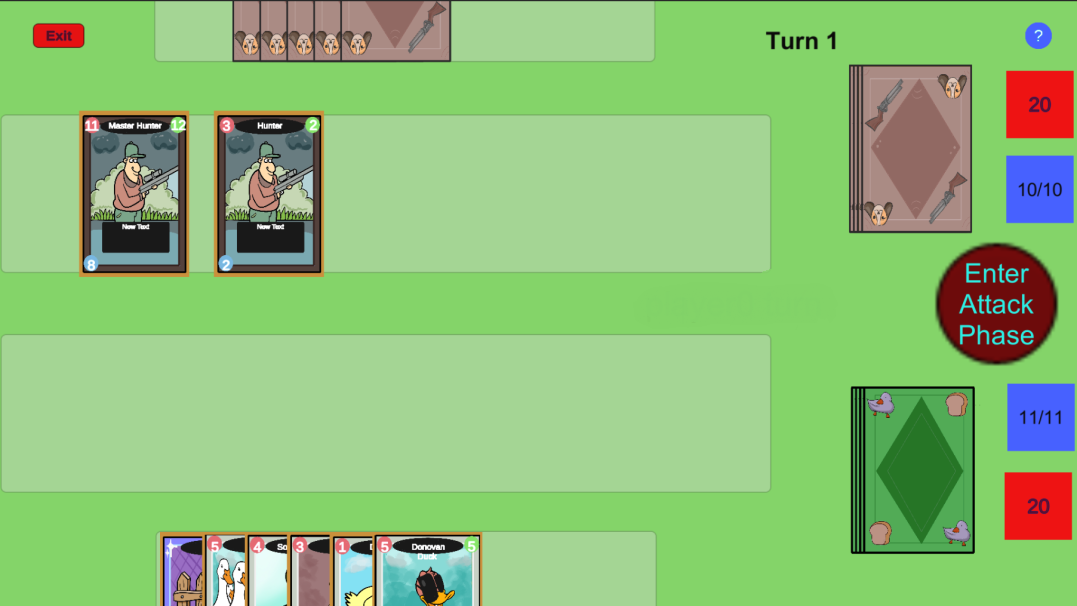 Exit
Turn 1
?
20
10/10
11 Master Hunter 12
New Text
8
3 Hunter 2
New Text
2
Enter
Attack
Phase
11/11
20
5
4 So
3
1
5 Donovan 5
Duck